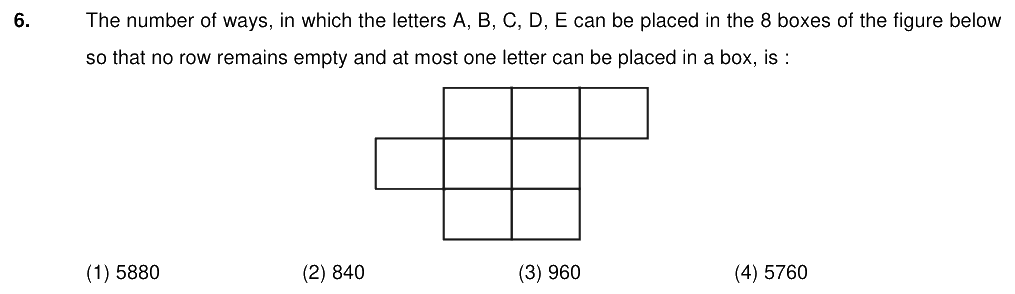 6. The number of ways, in which the letters A, B, C, D, E can be placed in the 8 boxes of the figure below
so that no row remains empty and at most one letter can be placed in a box, is :
(1) 5880 (2) 840 (3) 960 (4) 5760